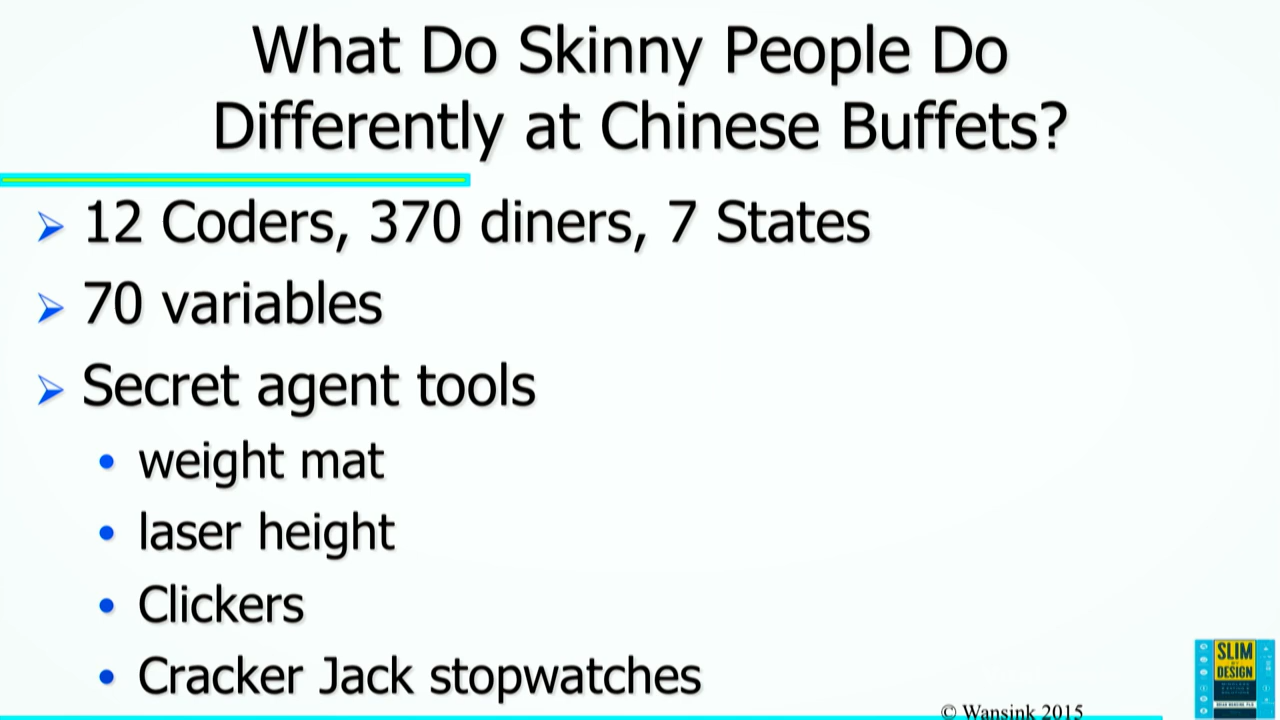 What Do Skinny People Do
Differently at Chinese Buffets?
12 Coders, 370 diners, 7 States
70 variables
Secret agent tools
weight mat
laser height
Clickers
Cracker Jack stopwatches
SLIM
BY
DESIGN
© Wansink 2015